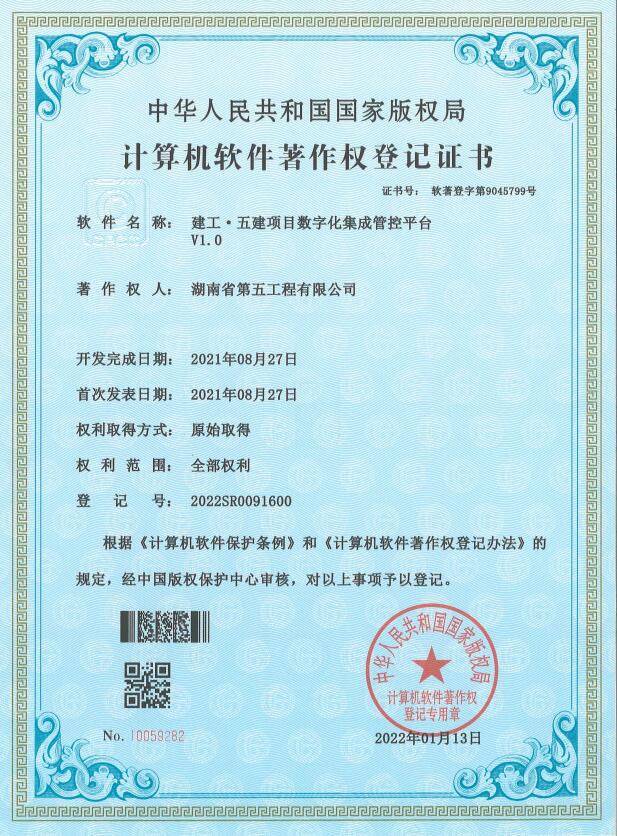 中华人民共和国国家版权局
计算机软件著作权登记证书
证书号： 软著登字第9045799号
软件名称： 建工·五建项目数字化集成管控平台
V1.0
著作权人： 湖南省第五工程有限公司
开发完成日期： 2021年08月27日
首次发表日期： 2021年08月27日
权利取得方式： 原始取得
权利范围： 全部权利
登记号： 2022SR0091600
根据《计算机软件保护条例》和《计算机软件著作权登记办法》的
规定，经中国版权保护中心审核，对以上事项予以登记。
中华人民共和国国家版权局
计算机软件著作权
登记专用章
No. 10059282
2022年01月13日